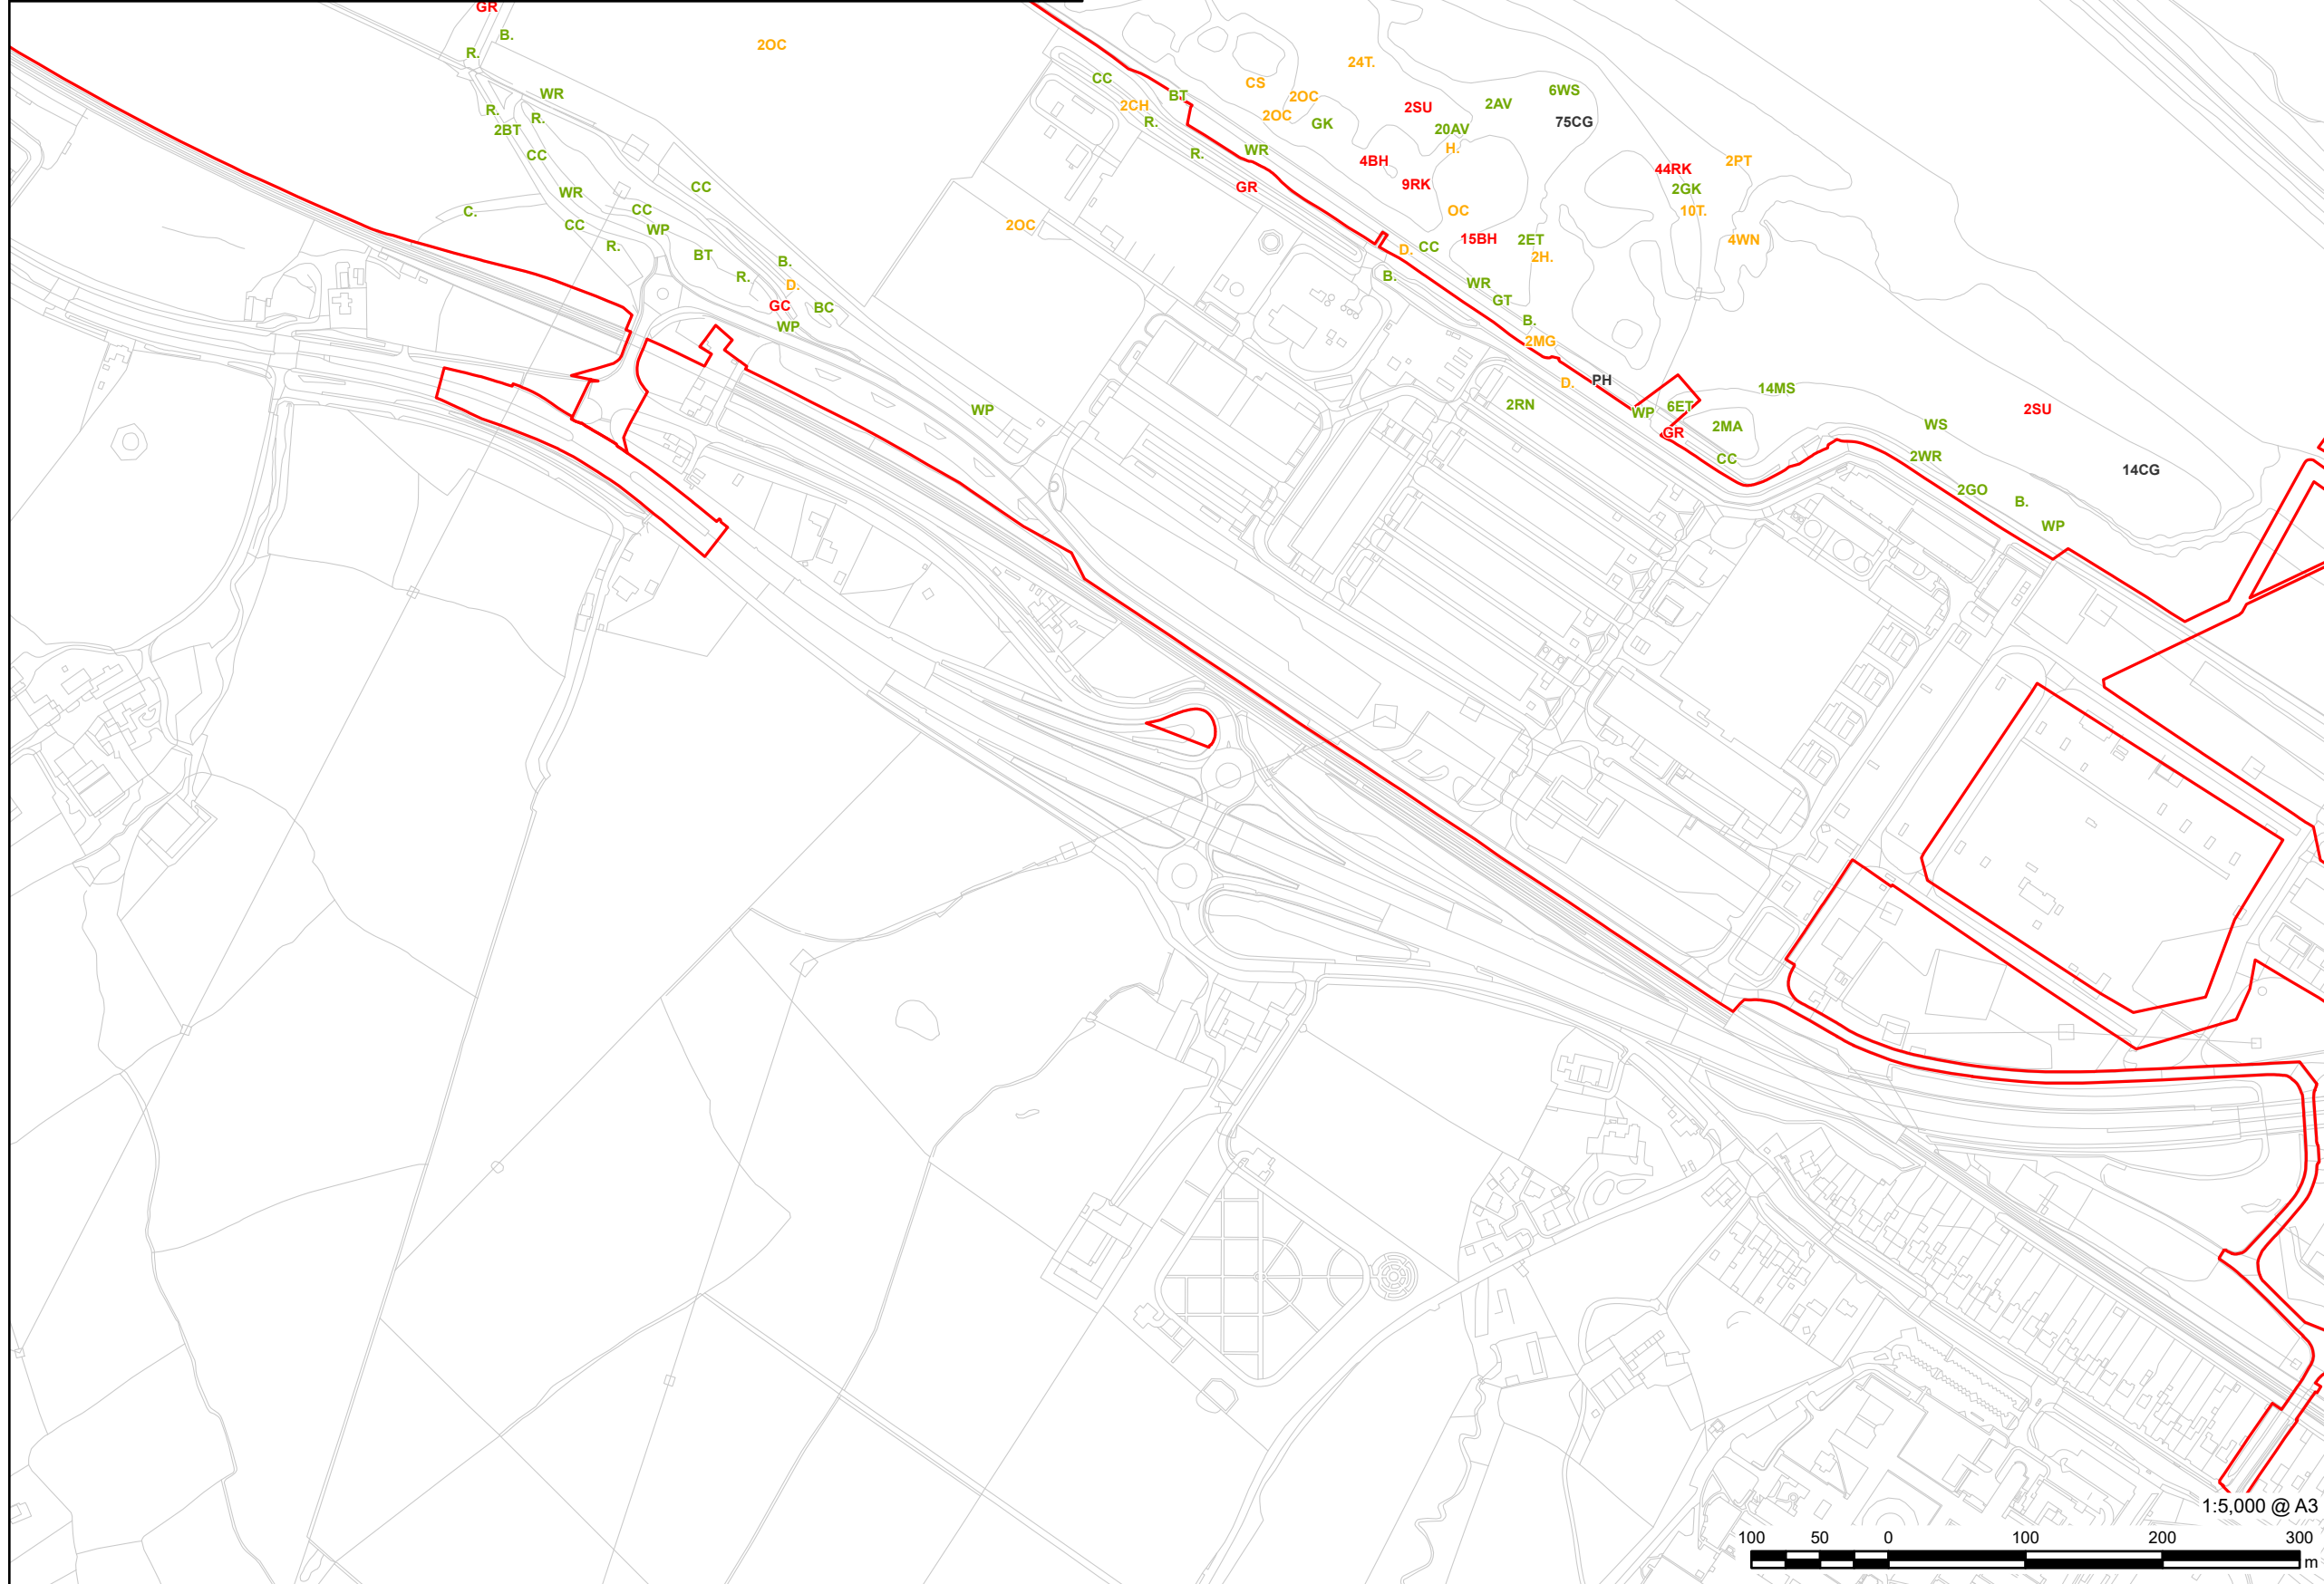 GR
B.
R.
2OC
WR
R.
R.
2BT
CC
WR
CC
C.
CC
WP
CC
R.
BT
B.
R.
D.
GC
BC
WP
WP
2OC
CC
2CH
BT
R.
R.
WR
GR
CS
2OC
2OC
GK
24T.
2SU
2AV
6WS
20AV
75CG
H.
4BH
9RK
44RK
2PT
2GK
10T.
OC
15BH
2ET
4WN
2H.
D.
CC
B.
WR
GT
B.
2MG
D.
PH
2RN
WP
6ET
14MS
GR
2MA
CC
WS
2SU
2WR
14CG
2GO
B.
WP
1:5,000 @ A3
100 50 0 100 200 300
m